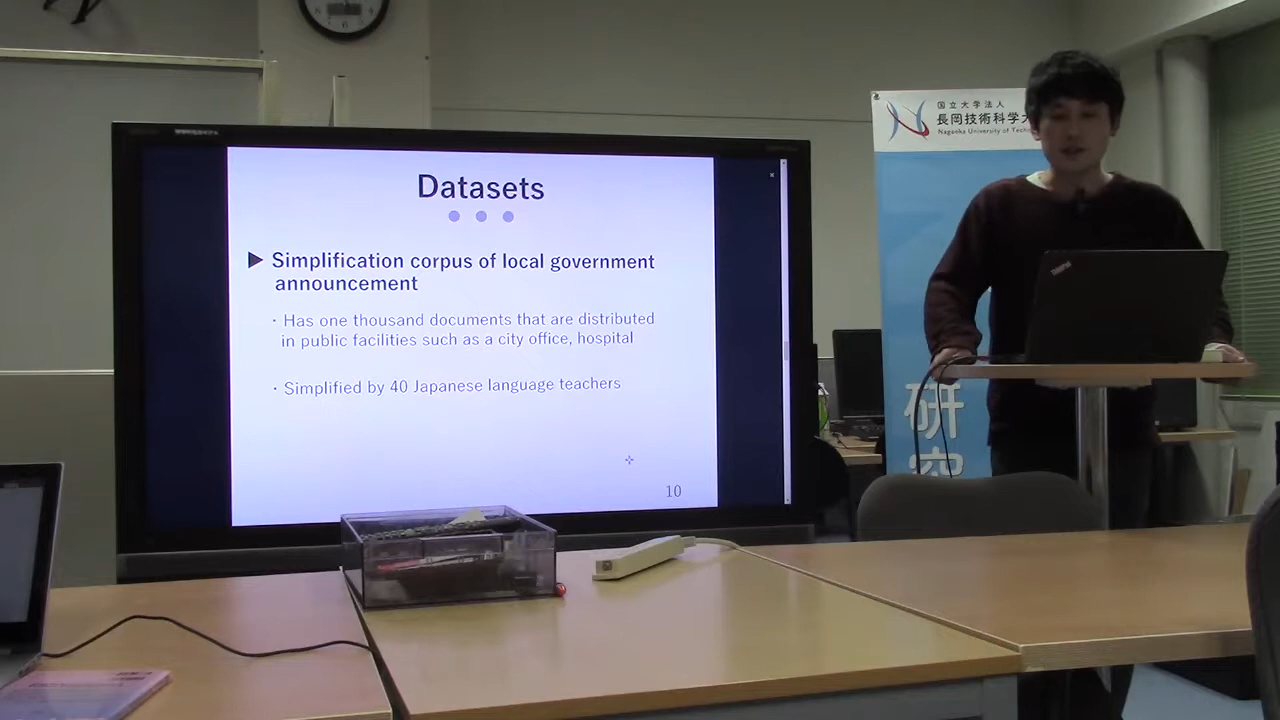 Datasets
Simplification corpus of local government
announcement
・Has one thousand documents that are distributed
in public facilities such as a city office, hospital
・Simplified by 40 Japanese language teachers
10
国立大学法人
長岡技術科学
Nagaoka University of
研究
ThinkPad